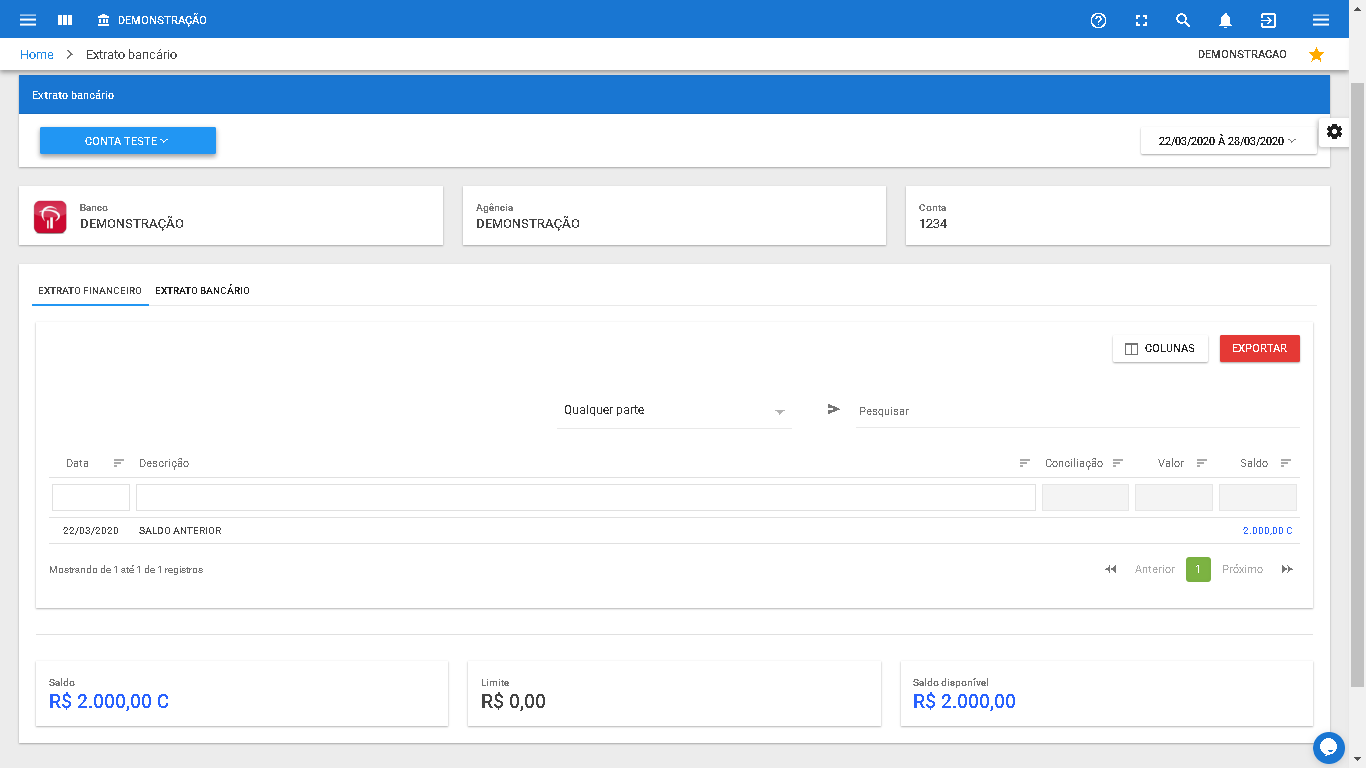 DEMONSTRAÇÃO
Home > Extrato bancário
DEMONSTRACAO
Extrato bancário
CONTA TESTE
22/03/2020 À 28/03/2020
Banco
DEMONSTRAÇÃO
Agência
DEMONSTRAÇÃO
Conta
1234
EXTRATO FINANCEIRO EXTRATO BANCÁRIO
COLUNAS EXPORTAR
Qualquer parte Pesquisar
Data Descrição Conciliação Valor Saldo
22/03/2020 SALDO ANTERIOR 2.000,00 C
Mostrando de 1 até 1 de 1 registros
Anterior 1 Próximo
Saldo
R$ 2.000,00 C
Limite
R$ 0,00
Saldo disponível
R$ 2.000,00